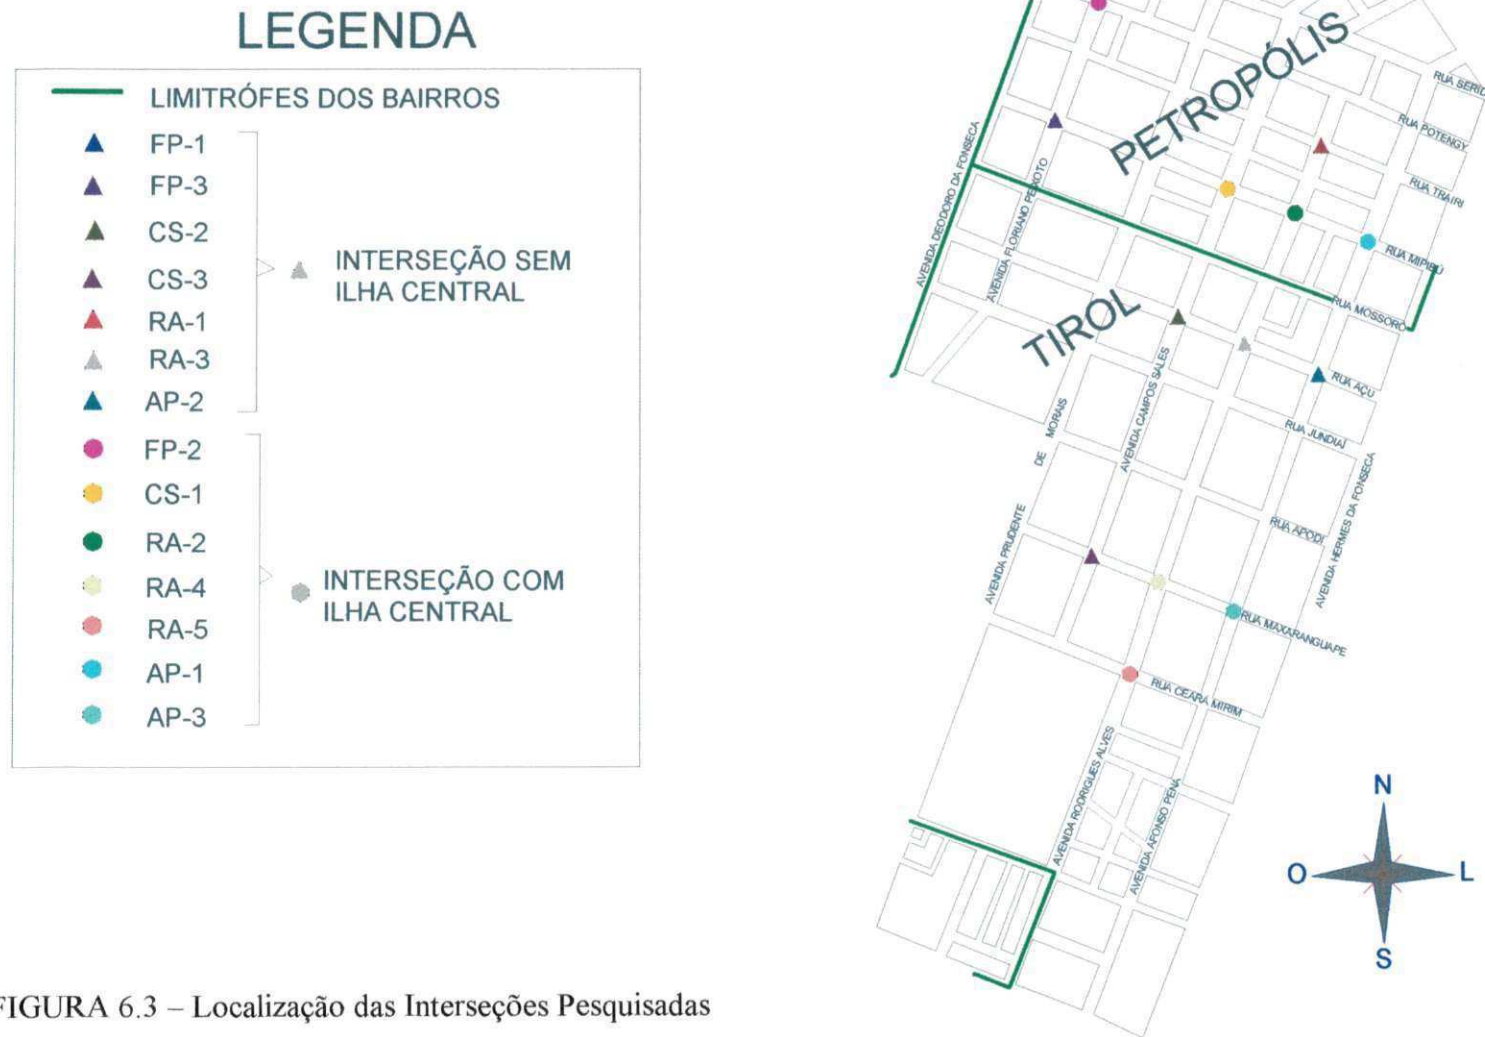 LEGENDA
LIMITRÓFES DOS BAIRROS
FP-1
FP-3
CS-2
CS-3
RA-1
RA-3
AP-2
INTERSEÇÃO SEM
ILHA CENTRAL
FP-2
CS-1
RA-2
RA-4
RA-5
AP-1
AP-3
INTERSEÇÃO COM
ILHA CENTRAL
PETROPÓLIS
TIROL
RUA SERID
RUA POTENGY
RUA TRAIRI
RUA MIPIBÚ
RUA MOSSORÓ
RUA AÇU
RUA JUNDIAÍ
RUA APODI
RUA MAXARANGUAPE
RUA CEARÁ MIRIM
AVENIDA DEODORO DA FONSECA
AVENIDA FLORIANO PEIXOTO
AVENIDA PRUDENTE DE MORAIS
AVENIDA CAMPOS SALES
AVENIDA HERMES DA FONSECA
AVENIDA RODRIGUES ALVES
AVENIDA AFONSO PENA
N
O
L
S
FIGURA 6.3 – Localização das Interseções Pesquisadas